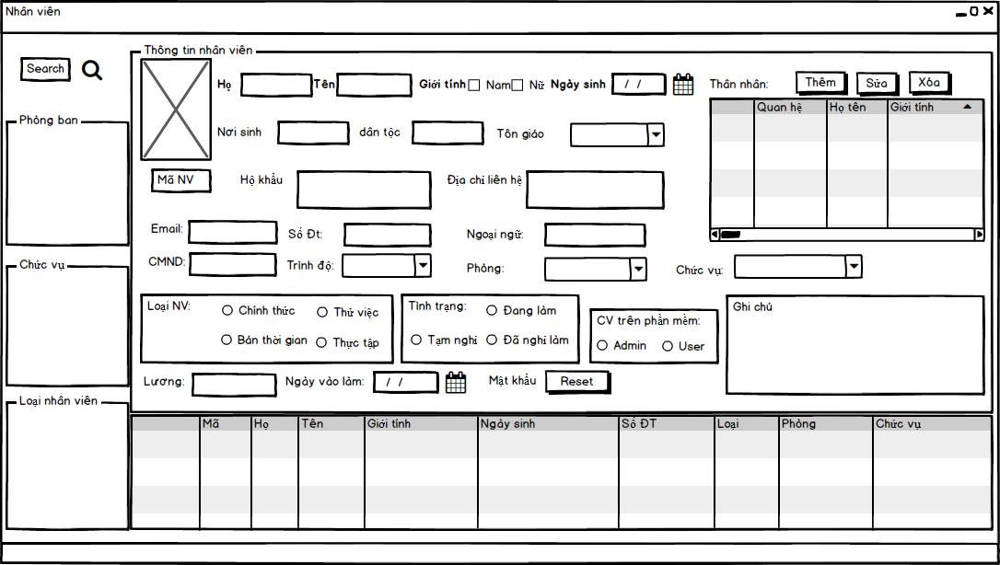 Nhân viên
Search
Thông tin nhân viên
Họ
Tên
Giới tính
Nam
Nữ
Ngày sinh
/ /
Thân nhân:
Thêm
Sửa
Xóa
Quan hệ
Họ tên
Giới tính
Phòng ban
Nơi sinh
dân tộc
Tôn giáo
Mã NV
Hộ khẩu
Địa chỉ liên hệ
Email:
Số Đt:
Ngoại ngữ:
CMND:
Trình độ:
Phòng:
Chức vụ:
Chức vụ
Loại NV:
Chính thức
Thử việc
Bán thời gian
Thực tập
Tình trạng:
Đang làm
Tạm nghỉ
Đã nghỉ làm
CV trên phần mềm:
Admin
User
Ghi chú
Lương:
Ngày vào làm:
/ /
Mật khẩu
Reset
Loại nhân viên
Mã
Họ
Tên
Giới tính
Ngày sinh
Số ĐT
Loại
Phòng
Chức vụ